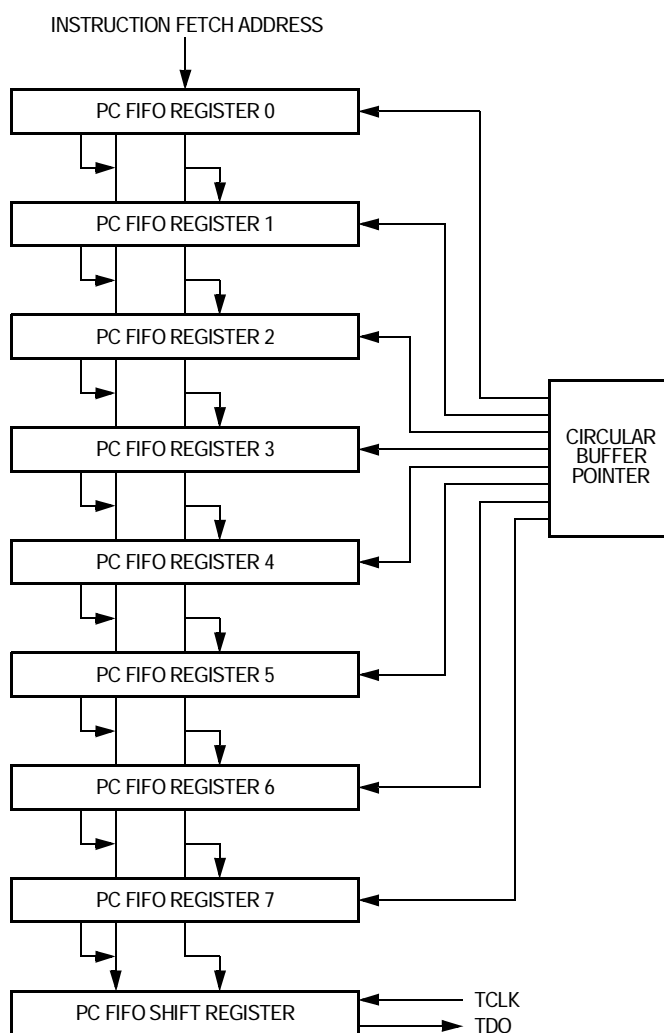 INSTRUCTION FETCH ADDRESS
PC FIFO REGISTER 0
PC FIFO REGISTER 1
PC FIFO REGISTER 2
PC FIFO REGISTER 3
PC FIFO REGISTER 4
PC FIFO REGISTER 5
PC FIFO REGISTER 6
PC FIFO REGISTER 7
CIRCULAR
BUFFER
POINTER
PC FIFO SHIFT REGISTER
TCLK
TDO